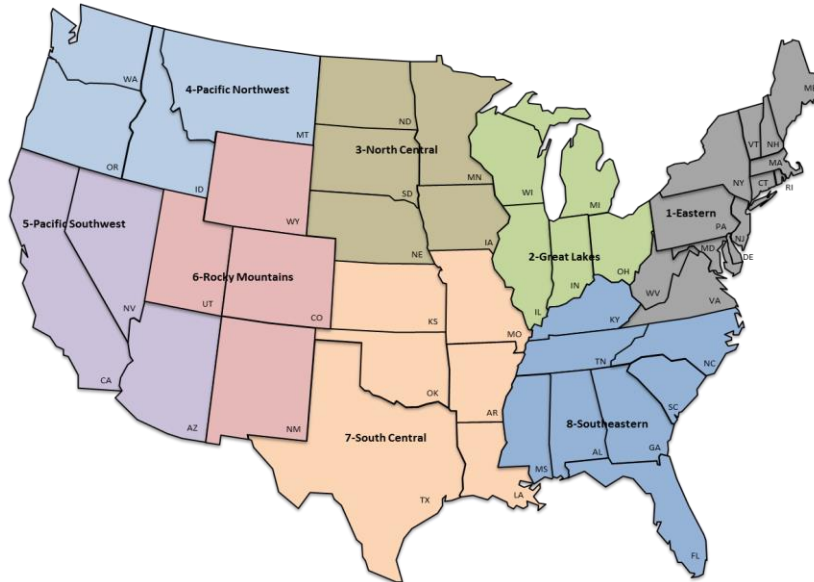 ME
WA
4-Pacific Northwest
ND
VT
NH
MT
3-North Central
MA
OR
MN
WI
NY
CT
RI
ID
SD
MI
WY
5-Pacific Southwest
1-Eastern
PA
IA
NJ
NE
2-Great Lakes
MD
DE
6-Rocky Mountains
OH
IN
WV
UT
NV
VA
CO
KS
IL
KY
MO
NC
TN
CA
OK
AR
SC
AZ
NM
7-South Central
8-Southeastern
GA
AL
MS
TX
LA
FL